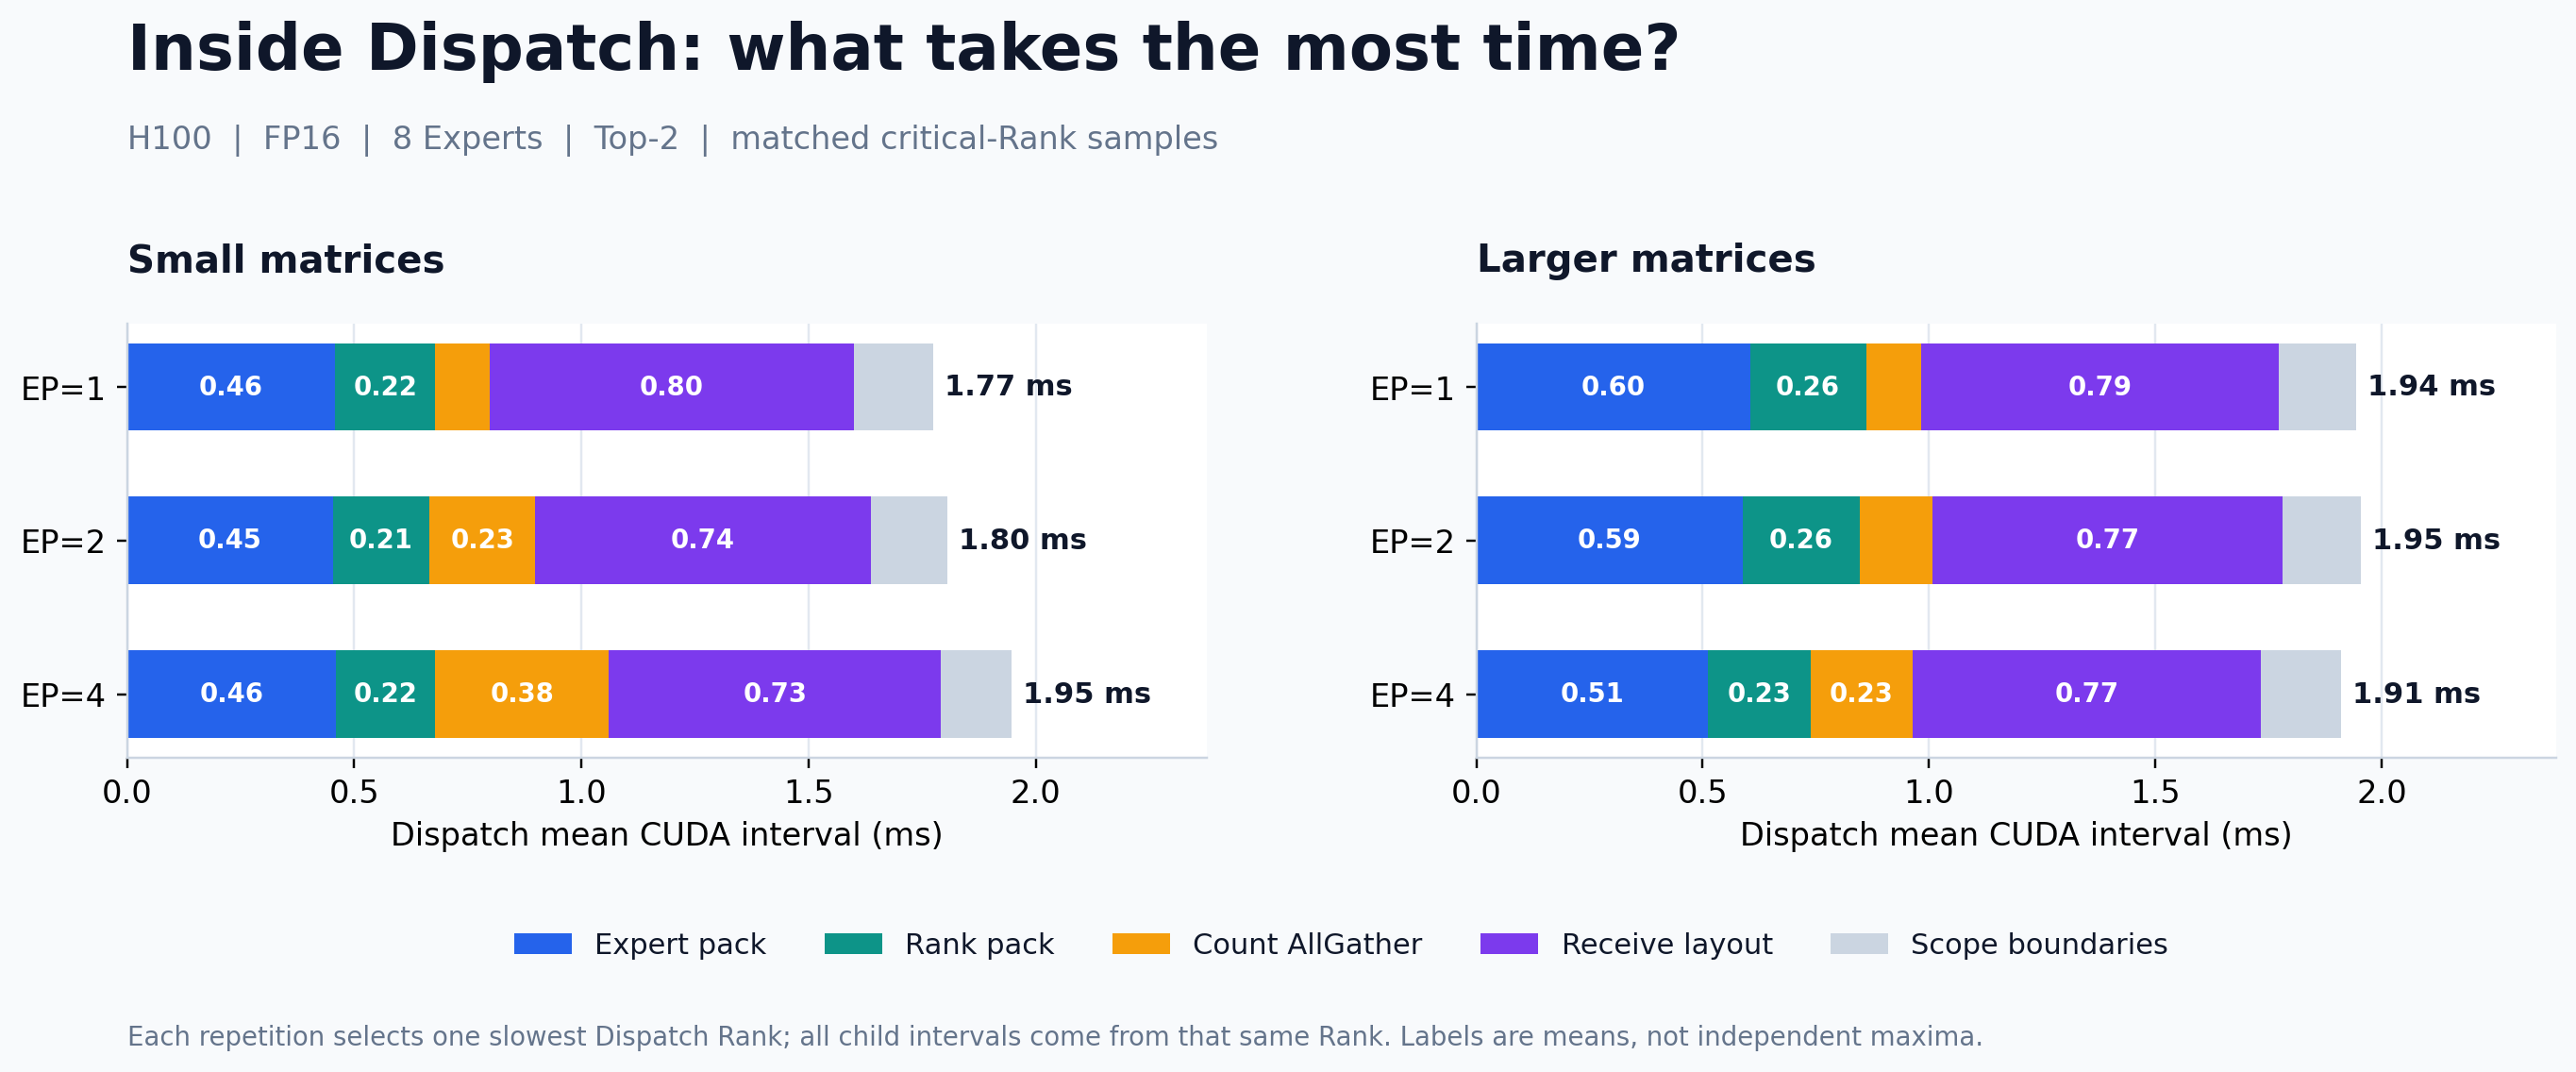 Inside Dispatch: what takes the most time?
H100 | FP16 | 8 Experts | Top-2 | matched critical-Rank samples
Small matrices
EP=1 0.46 0.22 0.80 1.77 ms
EP=2 0.45 0.21 0.23 0.74 1.80 ms
EP=4 0.46 0.22 0.38 0.73 1.95 ms
0.0 0.5 1.0 1.5 2.0
Dispatch mean CUDA interval (ms)
Larger matrices
EP=1 0.60 0.26 0.79 1.94 ms
EP=2 0.59 0.26 0.77 1.95 ms
EP=4 0.51 0.23 0.23 0.77 1.91 ms
0.0 0.5 1.0 1.5 2.0
Dispatch mean CUDA interval (ms)
Expert pack Rank pack Count AllGather Receive layout Scope boundaries
Each repetition selects one slowest Dispatch Rank; all child intervals come from that same Rank. Labels are means, not independent maxima.